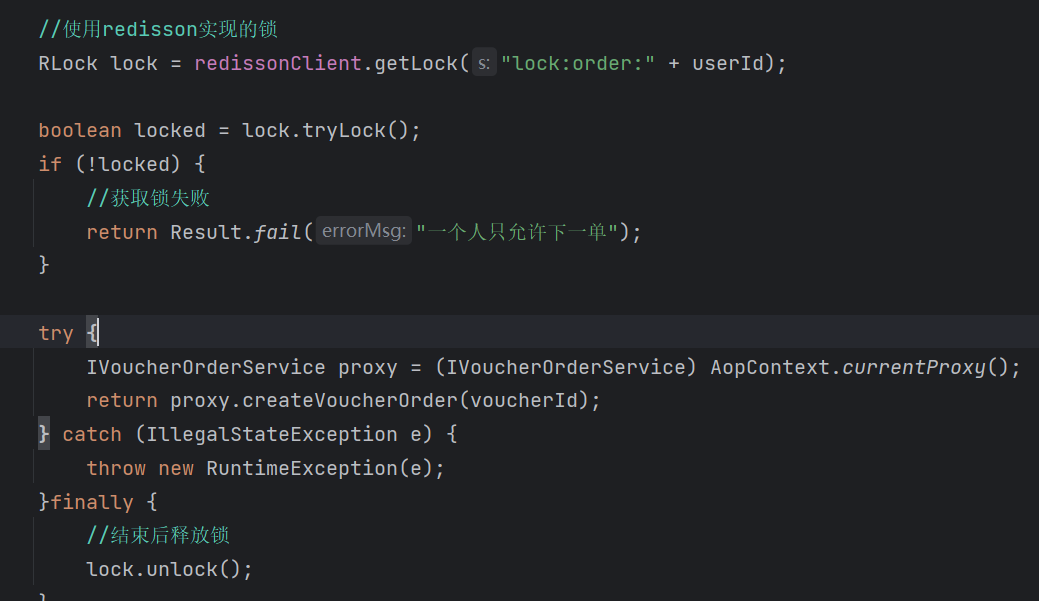 //使用redisson实现的锁
RLock lock = redissonClient.getLock( s: "lock:order:" + userId);
boolean locked = lock.tryLock();
if (!locked) {
//获取锁失败
return Result.fail( errorMsg: "一个人只允许下一单");
}
try {
IVoucherOrderService proxy = (IVoucherOrderService) AopContext.currentProxy();
return proxy.createVoucherOrder(voucherId);
} catch (IllegalStateException e) {
throw new RuntimeException(e);
}finally {
//结束后释放锁
lock.unlock();
}